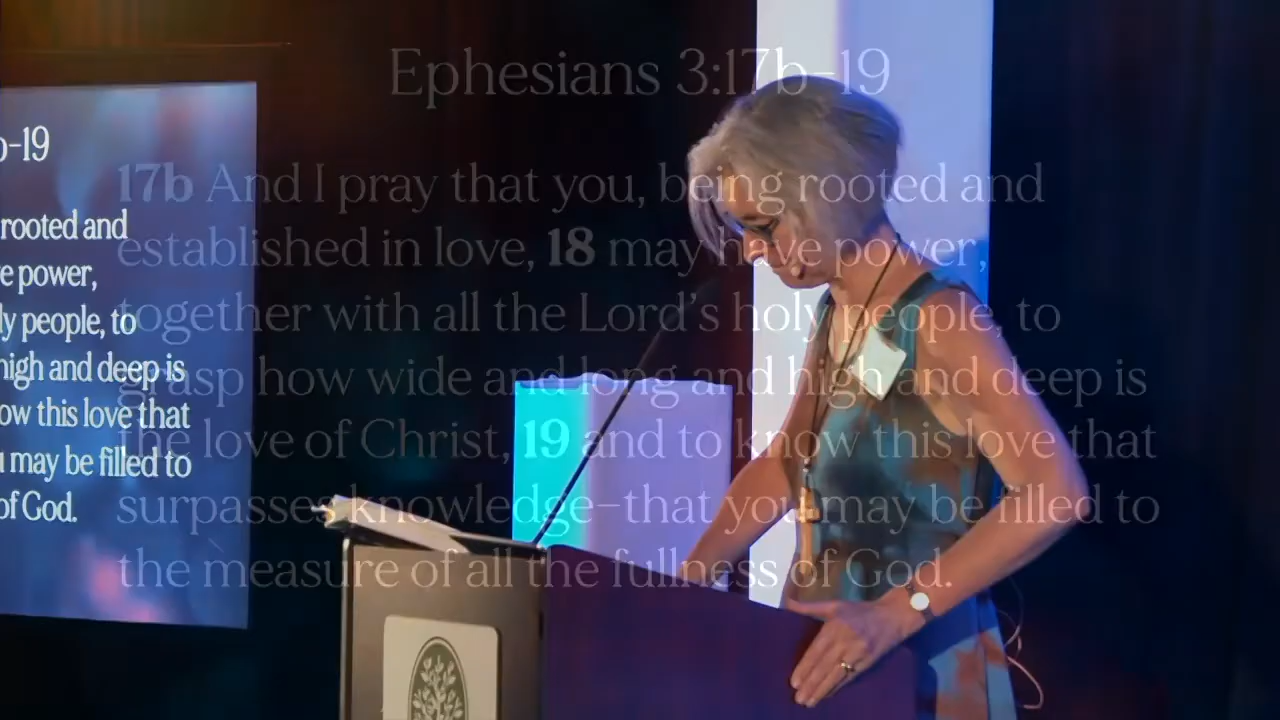 Ephesians 3:17b–19
17b And I pray that you, being rooted and
established in love, 18 may have power,
together with all the Lord's holy people, to
grasp how wide and long and high and deep is
the love of Christ, 19 and to know this love that
surpasses knowledge–that you may be filled to
the measure of all the fullness of God.
b–19
rooted and
e power,
ly people, to
high and deep is
ow this love that
u may be filled to
of God.